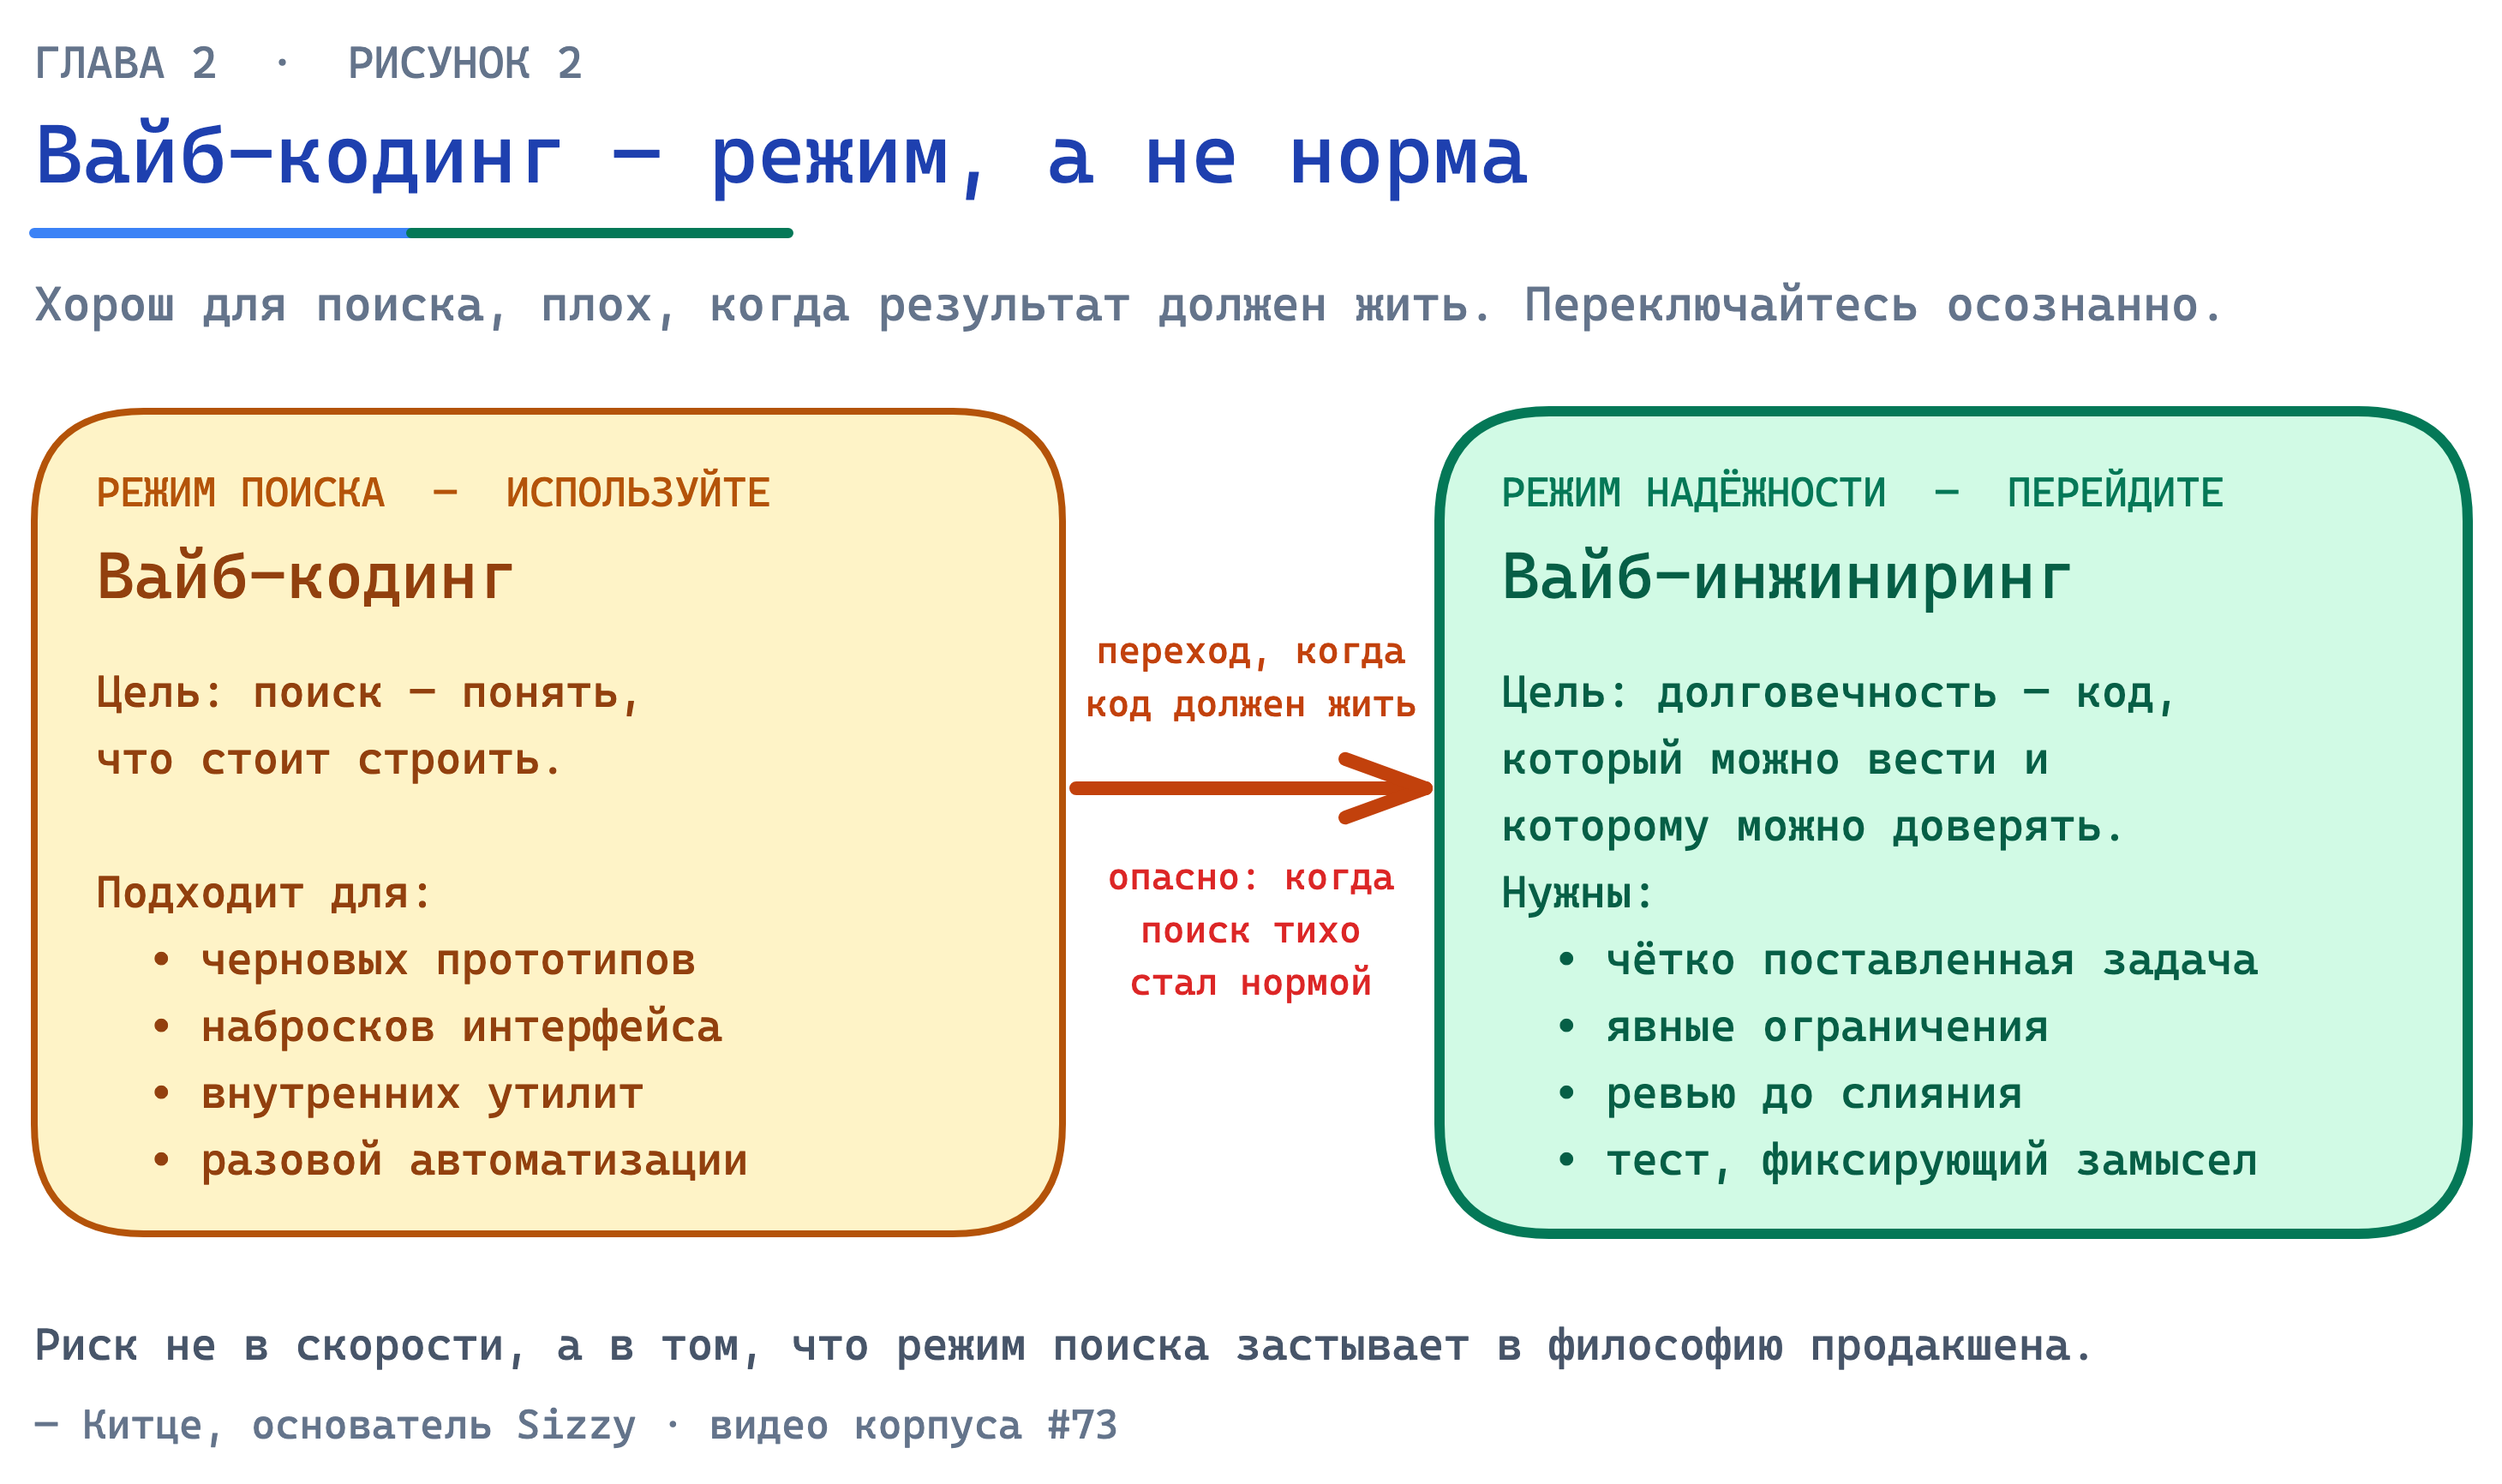 ГЛАВА 2 · РИСУНОК 2
Вайб–кодинг — режим, а не норма
Хорош для поиска, плох, когда результат должен жить. Переключайтесь осознанно.
РЕЖИМ ПОИСКА — ИСПОЛЬЗУЙТЕ
Вайб–кодинг
Цель: поиск — понять,
что стоит строить.
Подходит для:
• черновых прототипов
• набросков интерфейса
• внутренних утилит
• разовой автоматизации
переход, когда
код должен жить
опасно: когда
поиск тихо
стал нормой
РЕЖИМ НАДЁЖНОСТИ — ПЕРЕЙДИТЕ
Вайб–инжиниринг
Цель: долговечность — код,
который можно вести и
которому можно доверять.
Нужны:
• чётко поставленная задача
• явные ограничения
• ревью до слияния
• тест, фиксирующий замысел
Риск не в скорости, а в том, что режим поиска застывает в философию продакшена.
— Китце, основатель Sizzy · видео корпуса #73